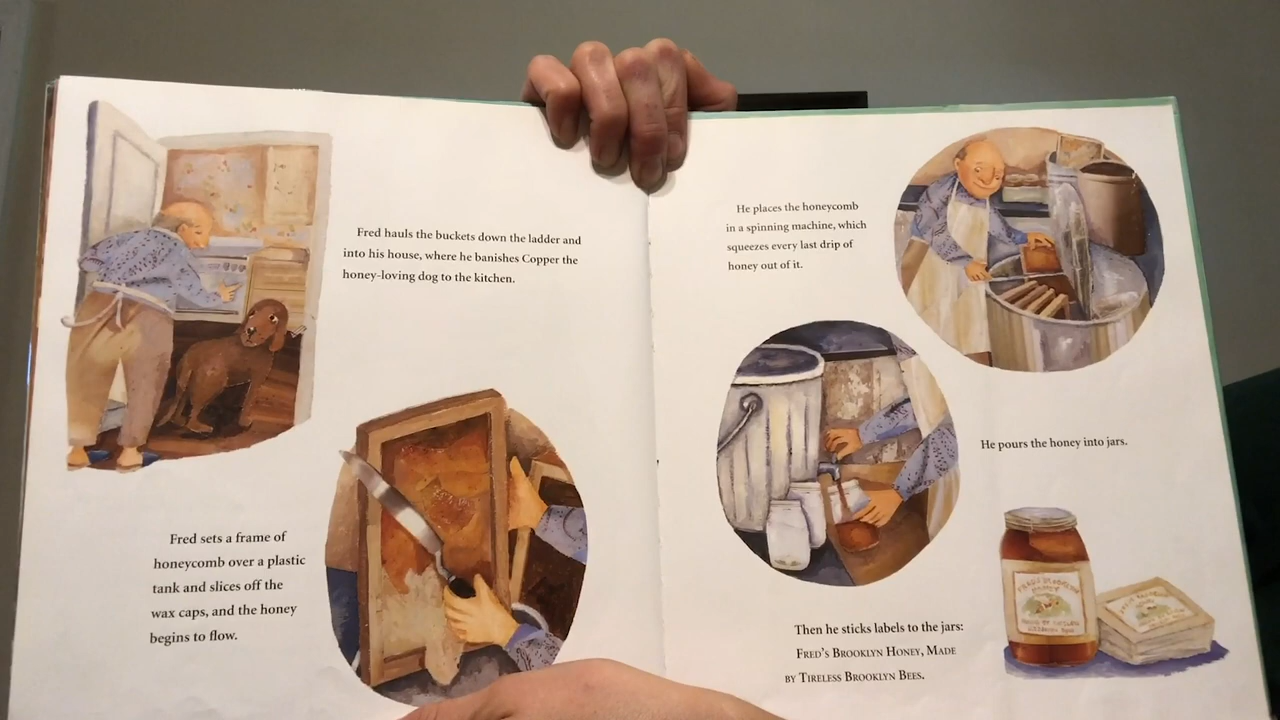 Fred hauls the buckets down the ladder and
into his house, where he banishes Copper the
honey-loving dog to the kitchen.
Fred sets a frame of
honeycomb over a plastic
tank and slices off the
wax caps, and the honey
begins to flow.
He places the honeycomb
in a spinning machine, which
squeezes every last drip of
honey out of it.
He pours the honey into jars.
Then he sticks labels to the jars:
FRED'S BROOKLYN HONEY, MADE
BY TIRELESS BROOKLYN BEES.
FRED'S BROOKLYN
HONEY